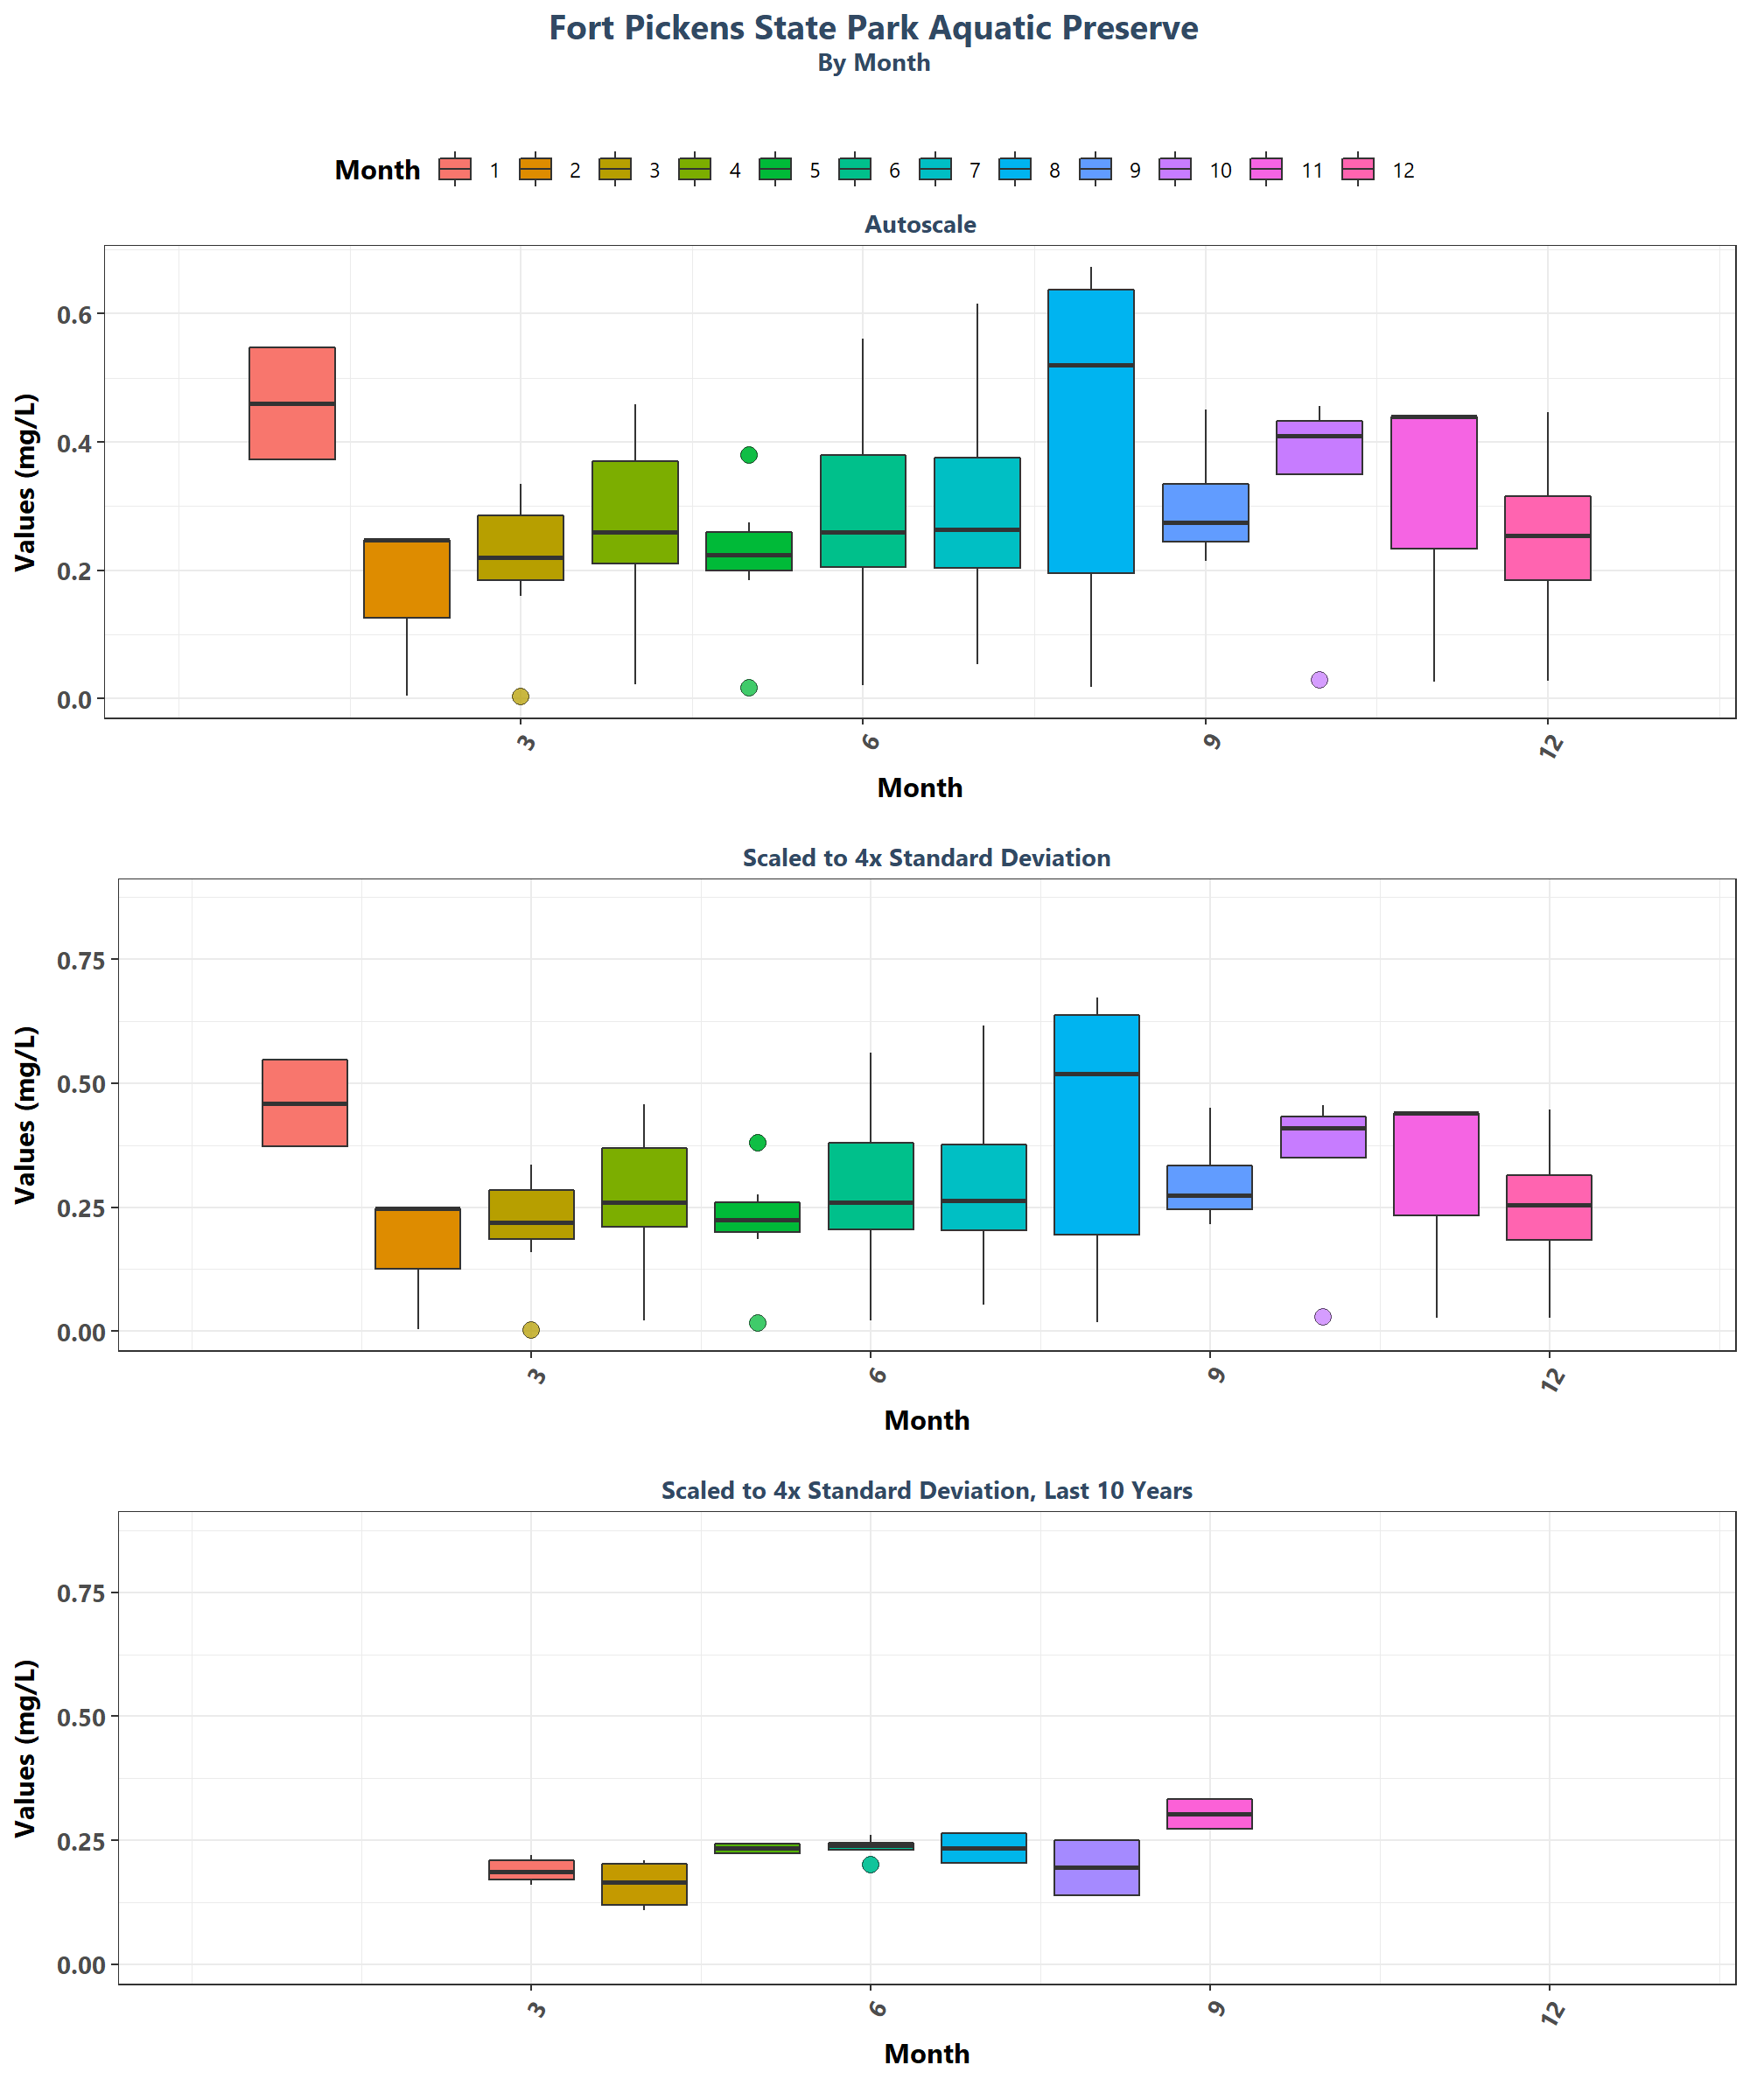 Fort Pickens State Park Aquatic Preserve
By Month
Month 1 2 3 4 5 6 7 8 9 10 11 12
Autoscale
Values (mg/L)
0.6
0.4
0.2
0.0
3 6 9 12
Month
Scaled to 4x Standard Deviation
Values (mg/L)
0.75
0.50
0.25
0.00
3 6 9 12
Month
Scaled to 4x Standard Deviation, Last 10 Years
Values (mg/L)
0.75
0.50
0.25
0.00
3 6 9 12
Month